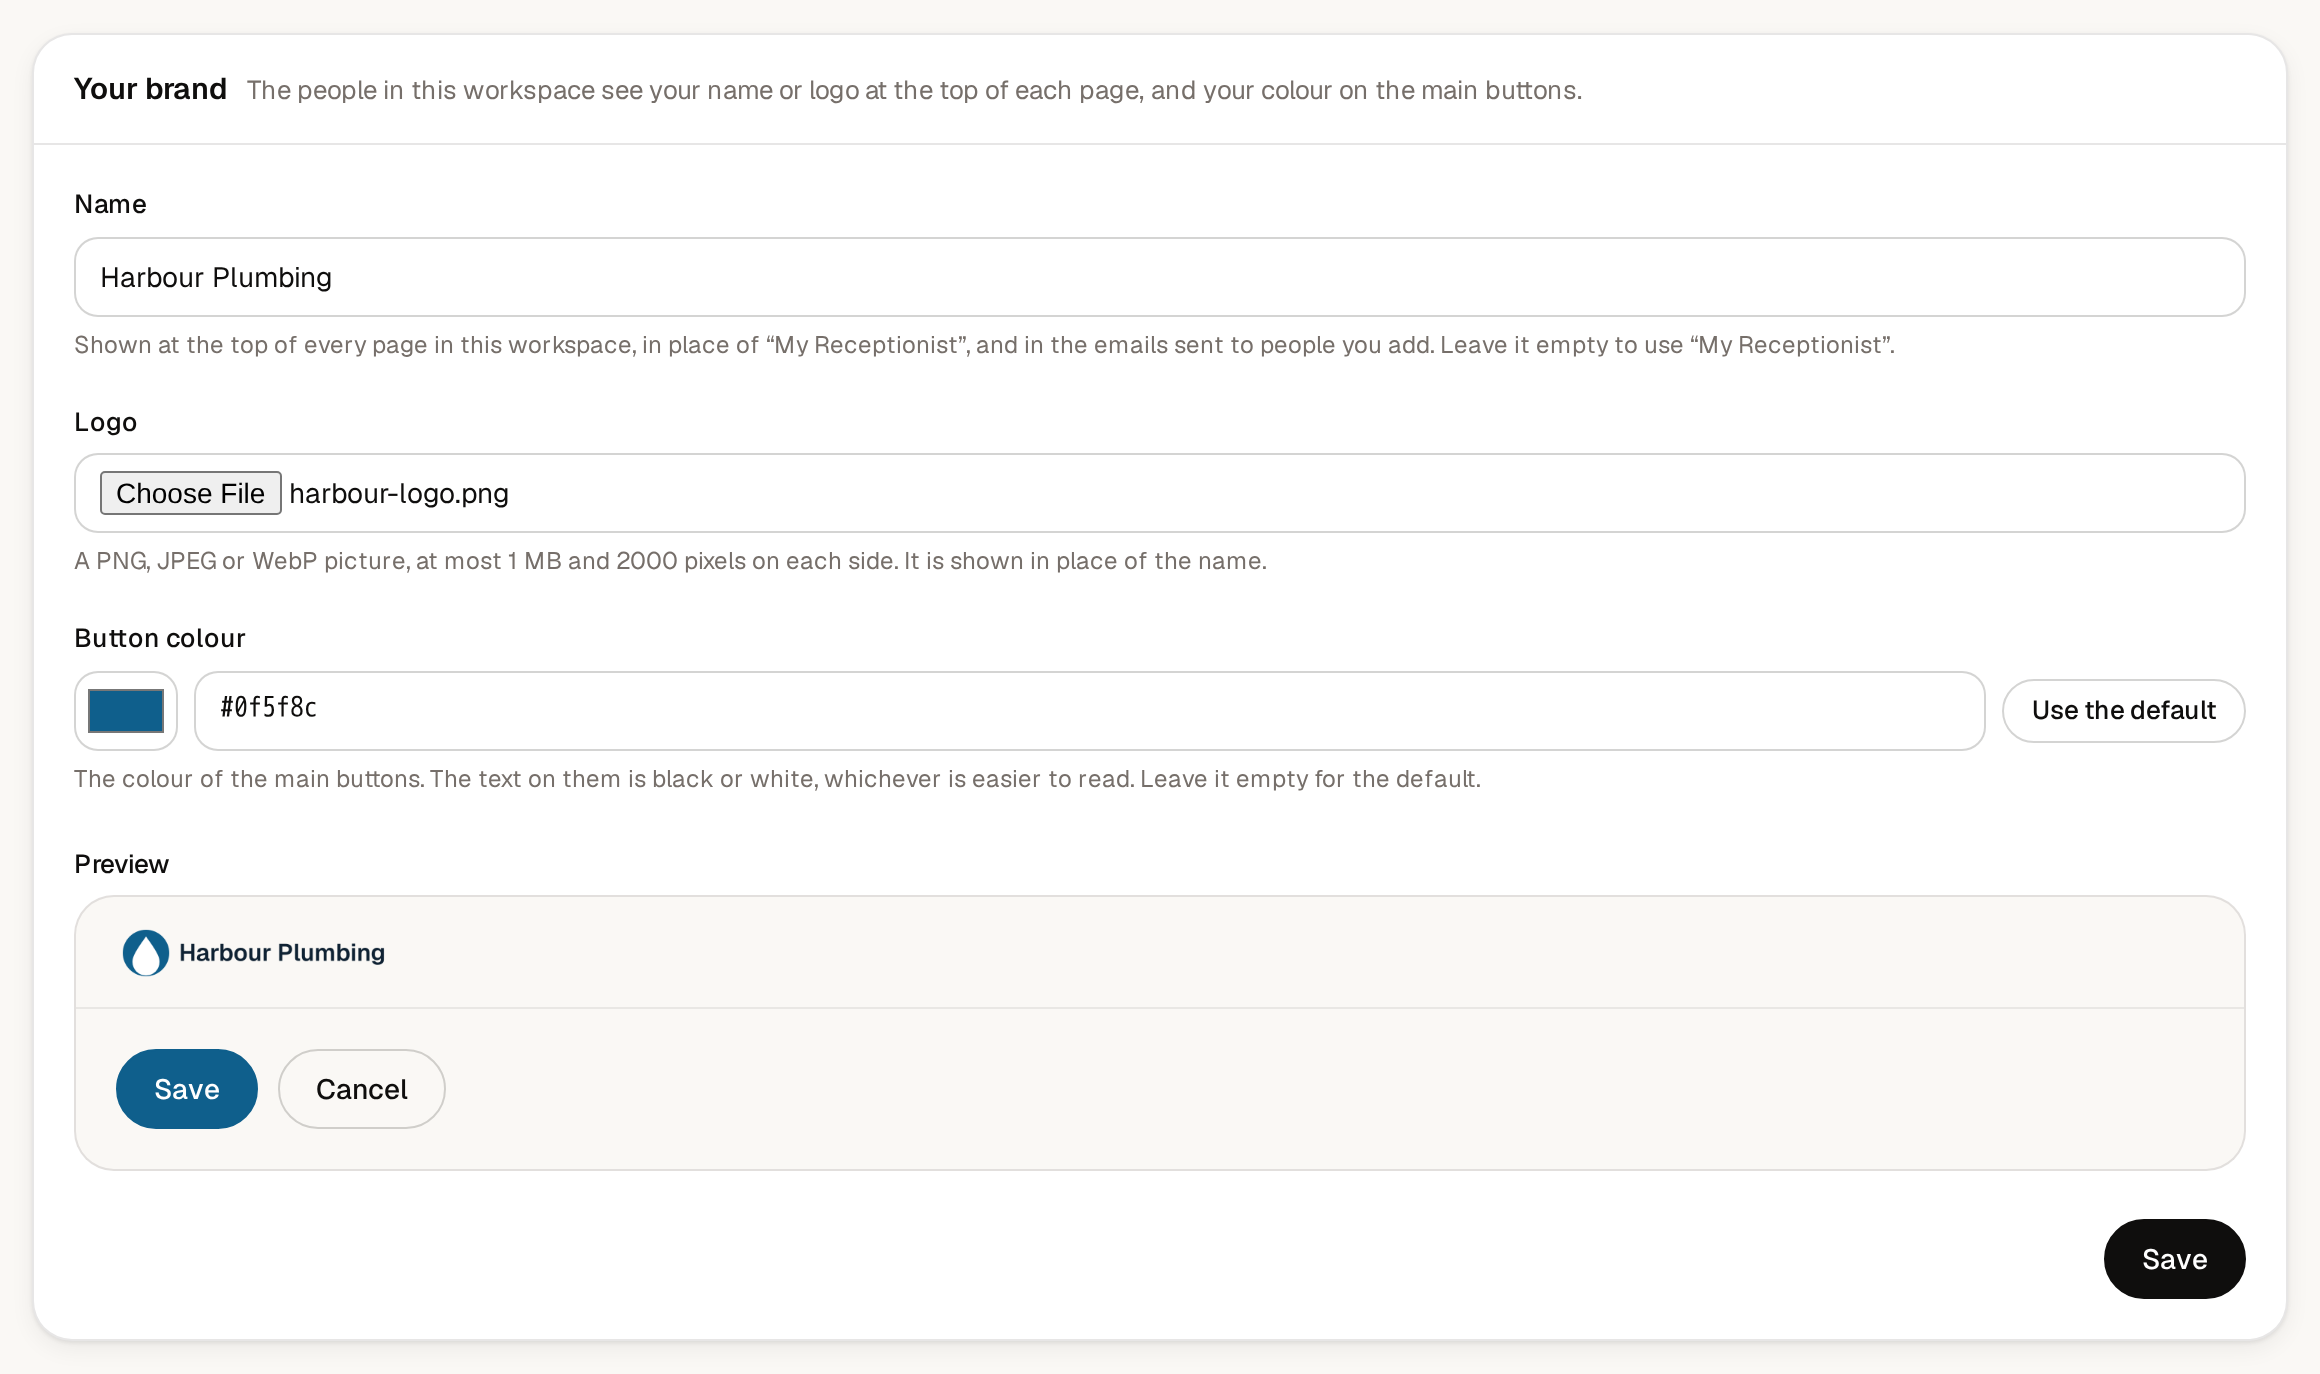 Your brand The people in this workspace see your name or logo at the top of each page, and your colour on the main buttons.
Name
Harbour Plumbing
Shown at the top of every page in this workspace, in place of “My Receptionist”, and in the emails sent to people you add. Leave it empty to use “My Receptionist”.
Logo
Choose File harbour-logo.png
A PNG, JPEG or WebP picture, at most 1 MB and 2000 pixels on each side. It is shown in place of the name.
Button colour
#0f5f8c Use the default
The colour of the main buttons. The text on them is black or white, whichever is easier to read. Leave it empty for the default.
Preview
Harbour Plumbing
Save Cancel
Save